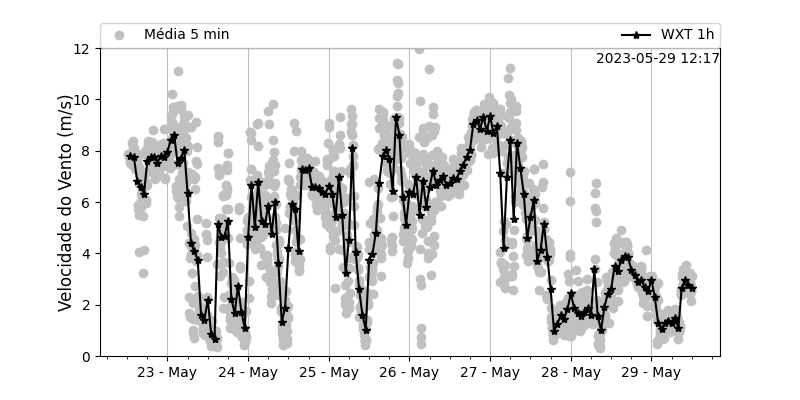 Média 5 min
WXT 1h
2023-05-29 12:17
Velocidade do Vento (m/s)
12
10
8
6
4
2
0
23 - May
24 - May
25 - May
26 - May
27 - May
28 - May
29 - May